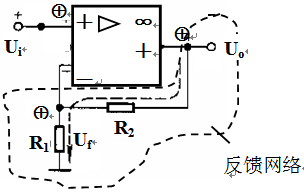 ⊕ + ▷ ∞ ⊕
Ui + − + Uo
⊕
R1 Uf R2
反馈网络